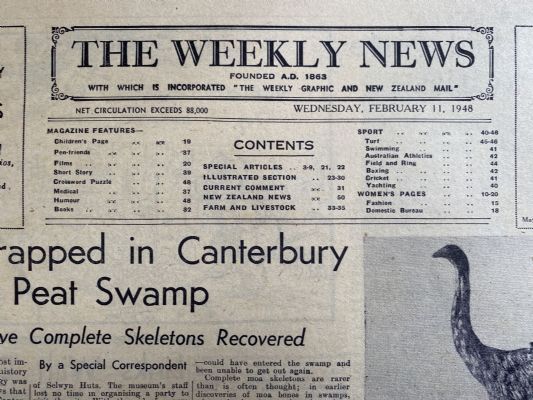 THE WEEKLY NEWS
FOUNDED A.D. 1863
WITH WHICH IS INCORPORATED "THE WEEKLY GRAPHIC AND NEW ZEALAND MAIL"
NET CIRCULATION EXCEEDS 88,000
WEDNESDAY, FEBRUARY 11, 1948
MAGAZINE FEATURES—
Children's Page .. .. 19
Pen-friends .. .. 37
Films .. .. .. 20
Short Story .. .. 39
Crossword Puzzle .. 48
Medical .. .. 37
Humour .. .. 48
Books .. .. .. 32
CONTENTS
SPECIAL ARTICLES .. 3-9, 21, 22
ILLUSTRATED SECTION .. 23-30
CURRENT COMMENT .. 31
NEW ZEALAND NEWS .. 50
FARM AND LIVESTOCK .. 33-35
SPORT .. .. .. .. 40-46
Turf .. .. .. 45-46
Swimming .. .. .. 41
Australian Athletics .. 42
Field and Ring .. .. 44
Boxing .. .. .. 42
Cricket .. .. .. 41
Yachting .. .. .. 40
WOMEN'S PAGES .. 10-20
Fashion .. .. .. 15
Domestic Bureau .. .. 18
rapped in Canterbury
Peat Swamp
ve Complete Skeletons Recovered
By a Special Correspondent
ost im-
uistory
gy was
s that
of Selwyn Huts. The museum's staff
lost no time in organising a party to
—could have entered the swamp and
been unable to get out again.
Complete moa skeletons are rarer
than is often thought; in earlier
discoveries of moa bones in swamps,